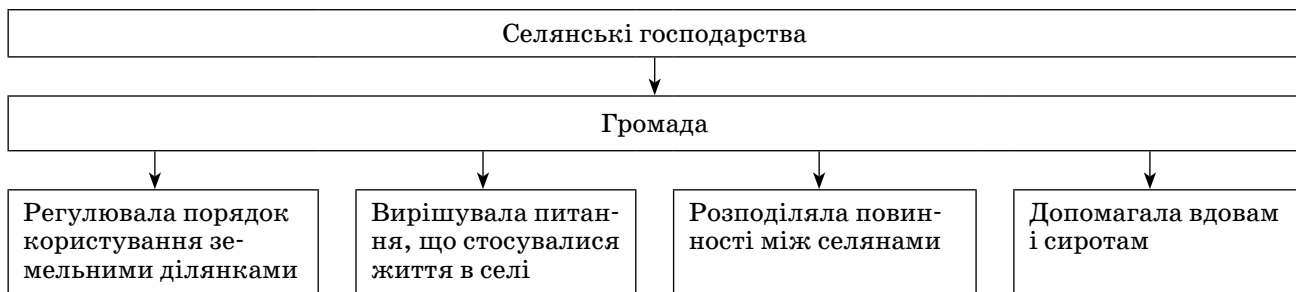 Селянські господарства
Громада
Регулювала порядок
користування зе-
мельними ділянками
Вирішувала питан-
ня, що стосувалися
життя в селі
Розподіляла повин-
ності між селянами
Допомагала вдовам
і сиротам